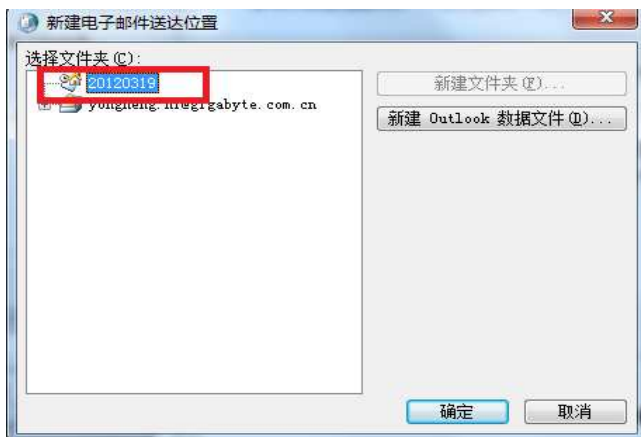 新建电子邮件送达位置
选择文件夹(C):
20120319
新建文件夹(F)...
新建 Outlook 数据文件(D)...
确定
取消